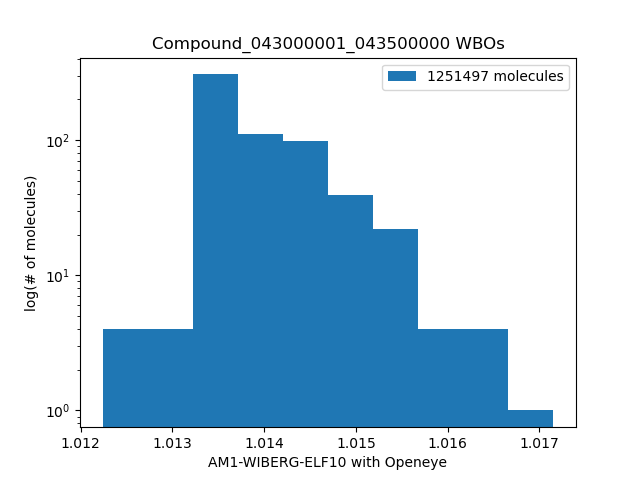 Compound_043000001_043500000 WBOs
1251497 molecules
log(# of molecules)
10²
10¹
10⁰
1.012 1.013 1.014 1.015 1.016 1.017
AM1-WIBERG-ELF10 with Openeye